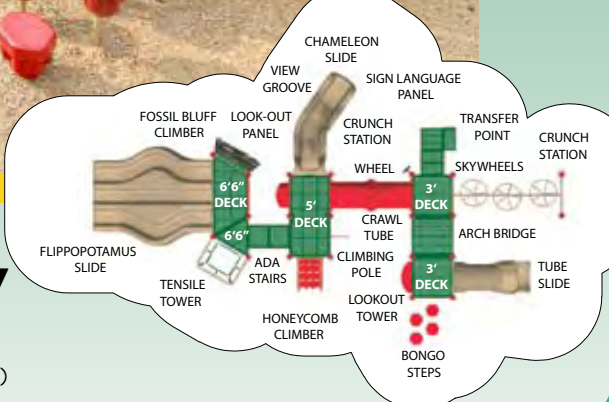 CHAMELEON
SLIDE
VIEW
GROOVE
SIGN LANGUAGE
PANEL
FOSSIL BLUFF
CLIMBER
LOOK-OUT
PANEL
CRUNCH
STATION
TRANSFER
POINT
CRUNCH
STATION
WHEEL
SKYWHEELS
6'6"
DECK
5'
DECK
3'
DECK
6'6"
CRAWL
TUBE
ARCH BRIDGE
FLIPPOPOTAMUS
SLIDE
TENSILE
TOWER
ADA
STAIRS
CLIMBING
POLE
3'
DECK
TUBE
SLIDE
LOOKOUT
TOWER
HONEYCOMB
CLIMBER
BONGO
STEPS
)